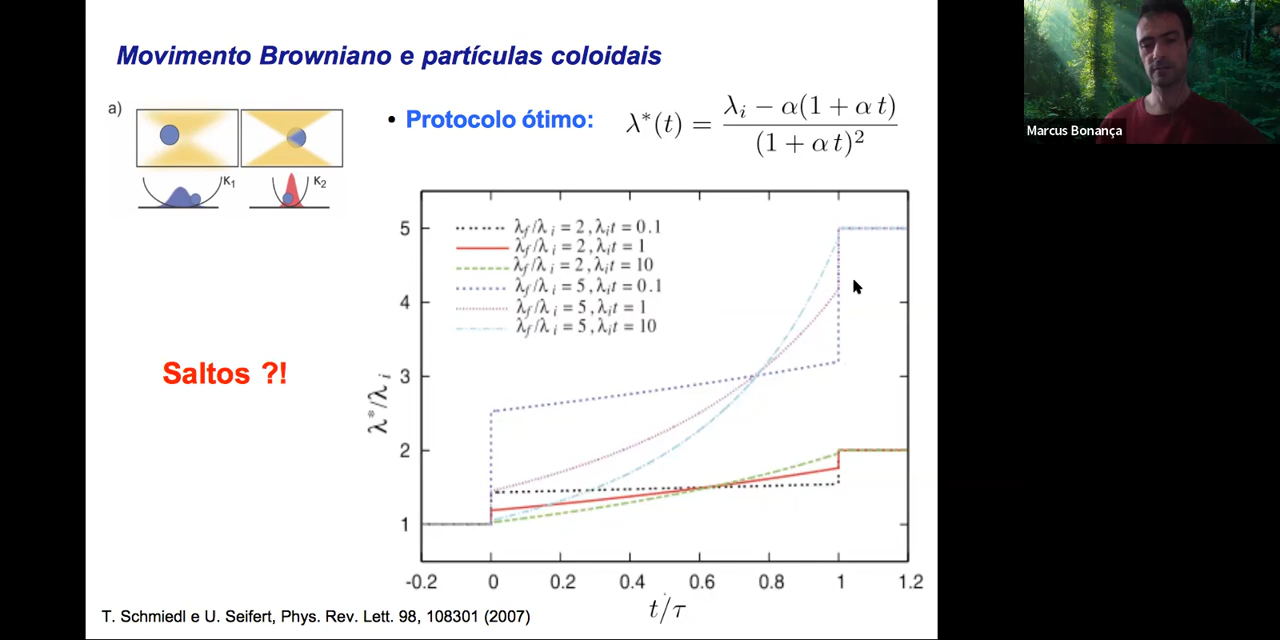 Movimento Browniano e partículas coloidais
a)
K1
K2
• Protocolo ótimo: λ*(t) = λi − α(1 + α t) / (1 + α t)²
Marcus Bonança
λf/λi = 2, λit = 0.1
λf/λi = 2, λit = 1
λf/λi = 2, λit = 10
λf/λi = 5, λit = 0.1
λf/λi = 5, λit = 1
λf/λi = 5, λit = 10
5
4
3
2
1
λ*/λi
Saltos ?!
-0.2 0 0.2 0.4 0.6 0.8 1 1.2
t/τ
T. Schmiedl e U. Seifert, Phys. Rev. Lett. 98, 108301 (2007)